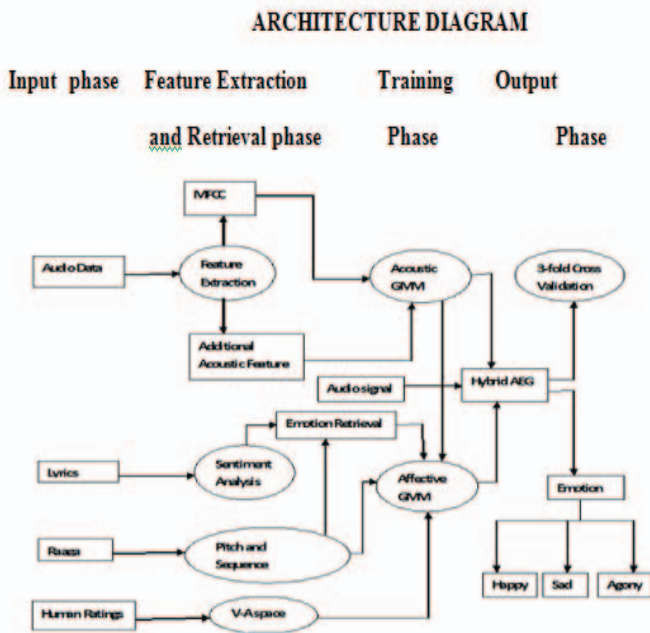 ARCHITECTURE DIAGRAM
Input phase Feature Extraction Training Output
and Retrieval phase Phase Phase
MFCC
Audio Data
Feature
Extraction
Acoustic
GMM
3-fold Cross
Validation
Additional
Acoustic Feature
Audio signal
Hybrid AEG
Emotion Retrieval
Lyrics
Sentiment
Analysis
Affective
GMM
Emotion
Raaga
Pitch and
Sequence
Happy
Sad
Agony
Human Ratings
V-A space